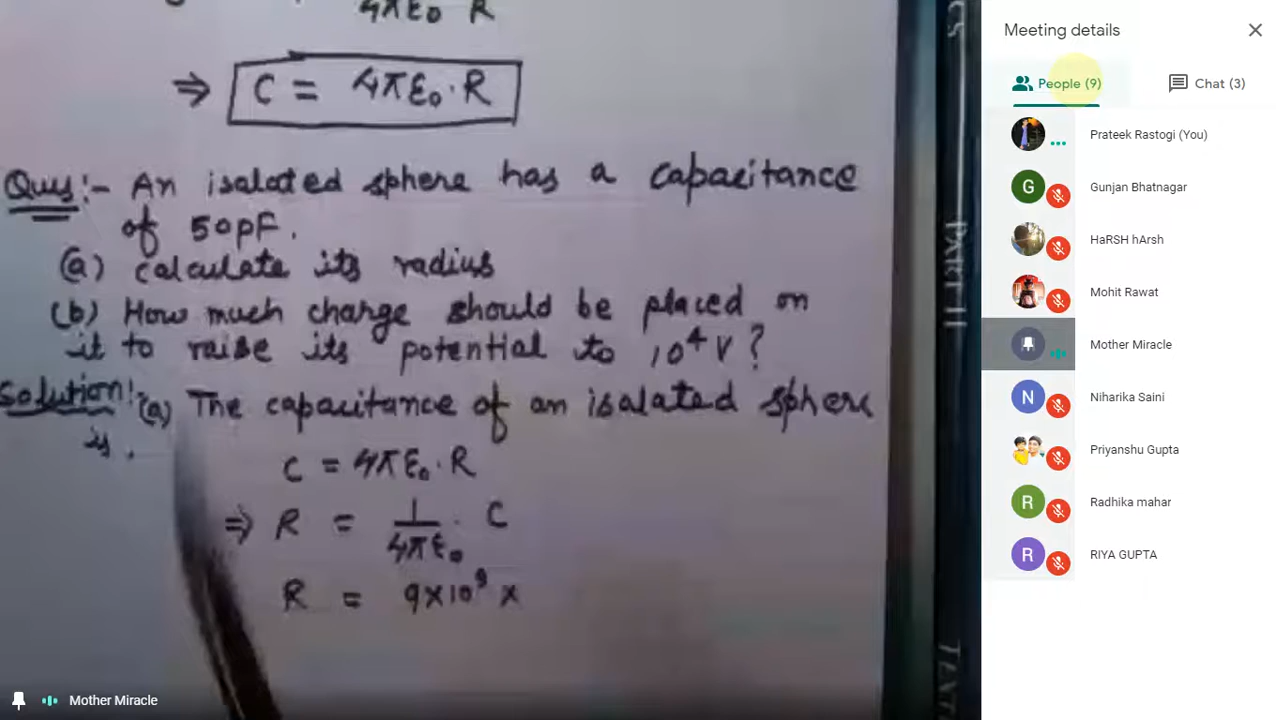 4πε₀ R
⇒ C = 4πε₀·R
Ques:- An isolated sphere has a capacitance
of 50pF.
(a) calculate its radius
(b) How much charge should be placed on
it to raise its potential to 10⁴ V?
Solution:- (a) The capacitance of an isolated sphere
is.
C = 4πε₀·R
⇒ R = 1/4πε₀ · C
R = 9×10⁹ ×
PART-II
Mother Miracle
Meeting details
People (9)
Chat (3)
Prateek Rastogi (You)
G Gunjan Bhatnagar
HaRSH hArsh
Mohit Rawat
Mother Miracle
N Niharika Saini
Priyanshu Gupta
R Radhika mahar
R RIYA GUPTA